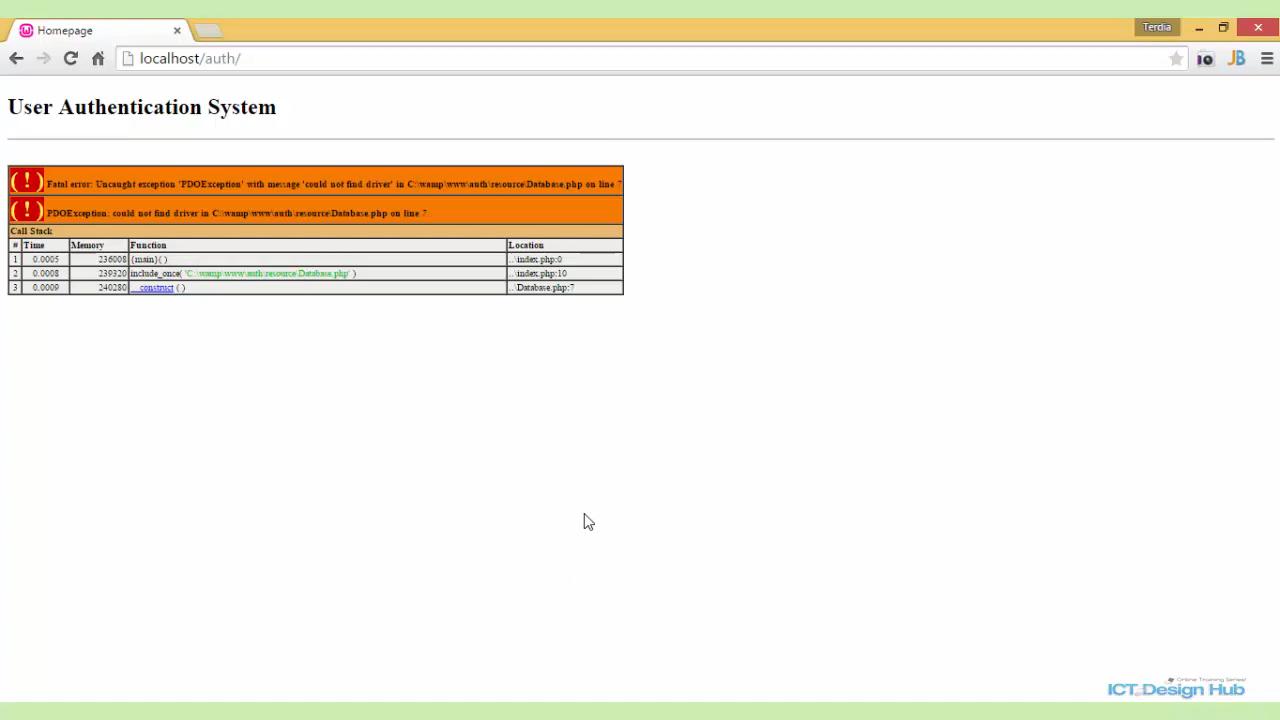 Homepage
Terdia
localhost/auth/
User Authentication System
( ! ) Fatal error: Uncaught exception 'PDOException' with message 'could not find driver' in C:\wamp\www\auth\resource\Database.php on line 7
( ! ) PDOException: could not find driver in C:\wamp\www\auth\resource\Database.php on line 7
Call Stack
# Time Memory Function Location
1 0.0005 236008 {main}( ) ..\index.php:0
2 0.0008 239320 include_once( 'C:\wamp\www\auth\resource\Database.php' ) ..\index.php:10
3 0.0009 240280 __construct ( ) ..\Database.php:7
Online Training Series!
ICT Design Hub